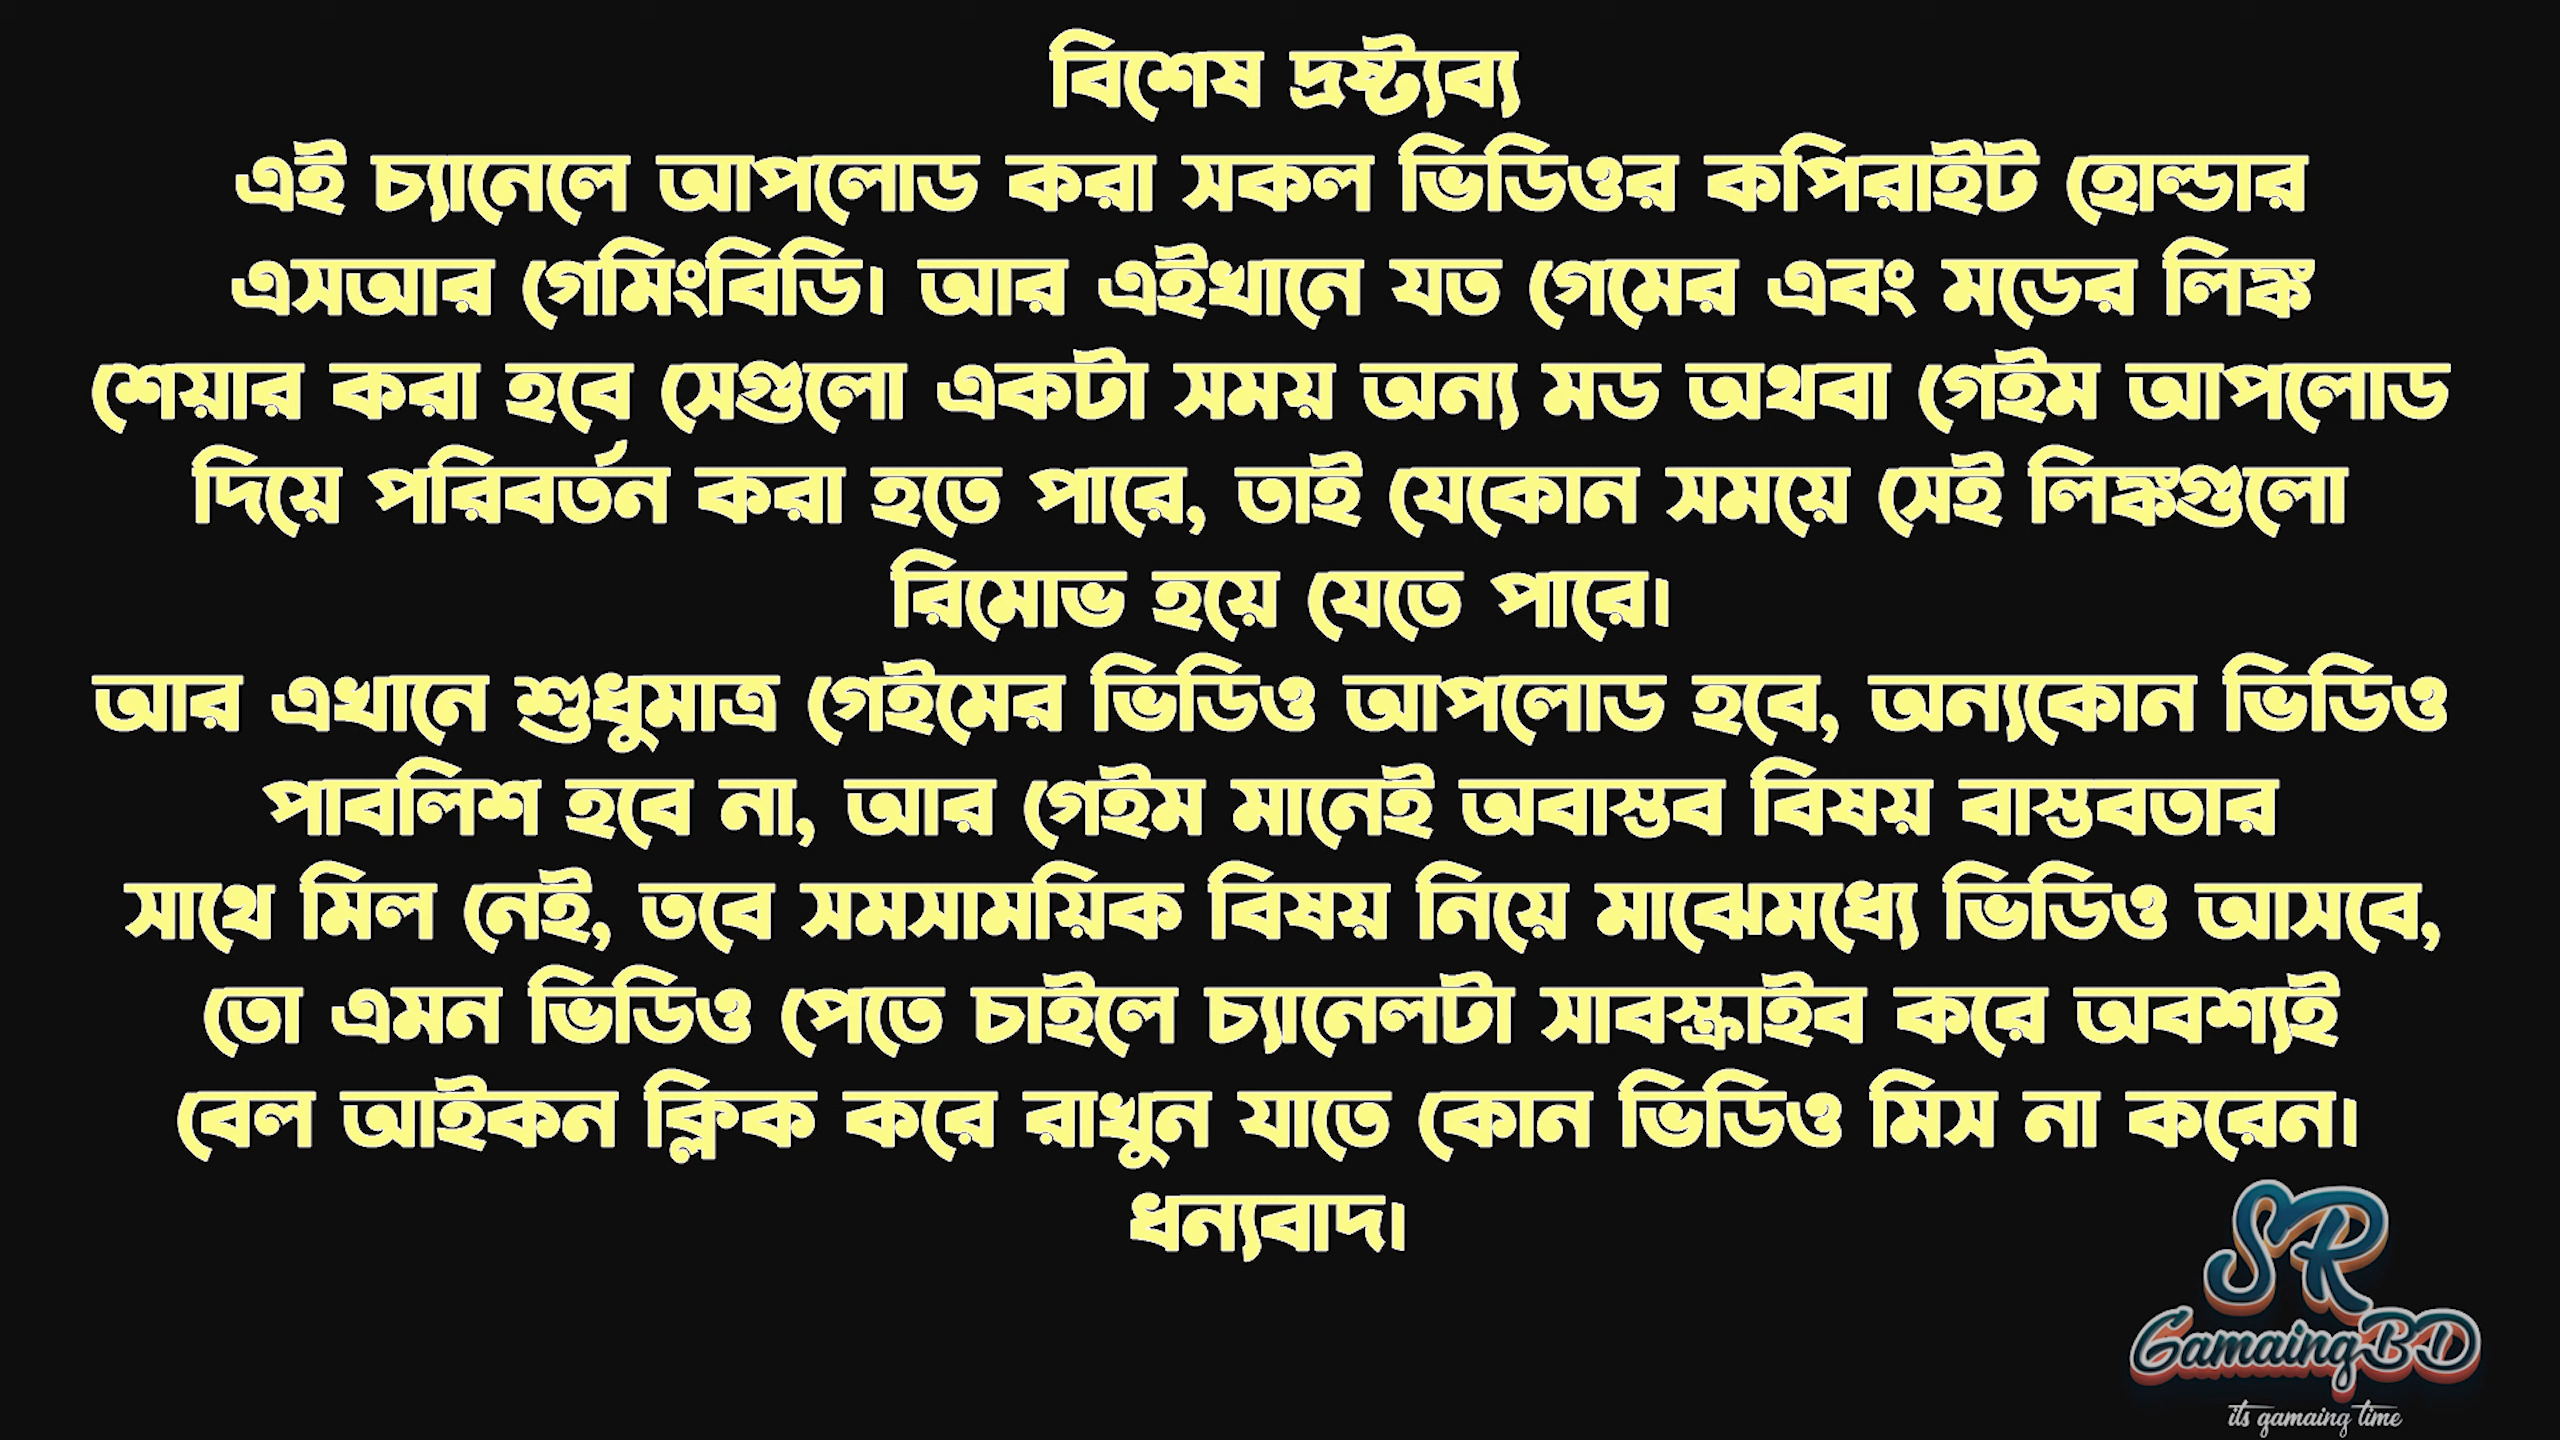 বিশেষ দ্রষ্ট্যব্য
এই চ্যানেলে আপলোড করা সকল ভিডিওর কপিরাইট হোল্ডার
এসআর গেমিংবিডি। আর এইখানে যত গেমের এবং মডের লিঙ্ক
শেয়ার করা হবে সেগুলো একটা সময় অন্য মড অথবা গেইম আপলোড
দিয়ে পরিবর্তন করা হতে পারে, তাই যেকোন সময়ে সেই লিঙ্কগুলো
রিমোভ হয়ে যেতে পারে।
আর এখানে শুধুমাত্র গেইমের ভিডিও আপলোড হবে, অন্যকোন ভিডিও
পাবলিশ হবে না, আর গেইম মানেই অবাস্তব বিষয় বাস্তবতার
সাথে মিল নেই, তবে সমসাময়িক বিষয় নিয়ে মাঝেমধ্যে ভিডিও আসবে,
তো এমন ভিডিও পেতে চাইলে চ্যানেলটা সাবস্ক্রাইব করে অবশ্যই
বেল আইকন ক্লিক করে রাখুন যাতে কোন ভিডিও মিস না করেন।
ধন্যবাদ।
SR
GamaingBD
its gamaing time